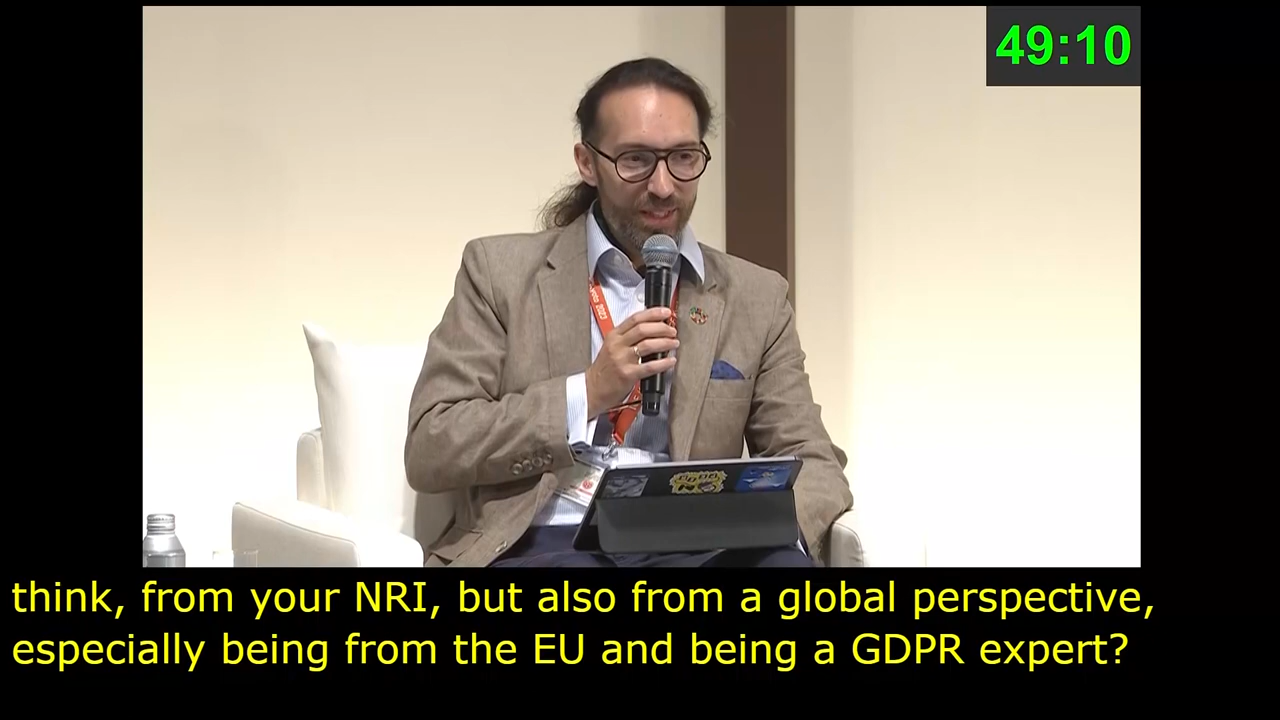 49:10
think, from your NRI, but also from a global perspective,
especially being from the EU and being a GDPR expert?